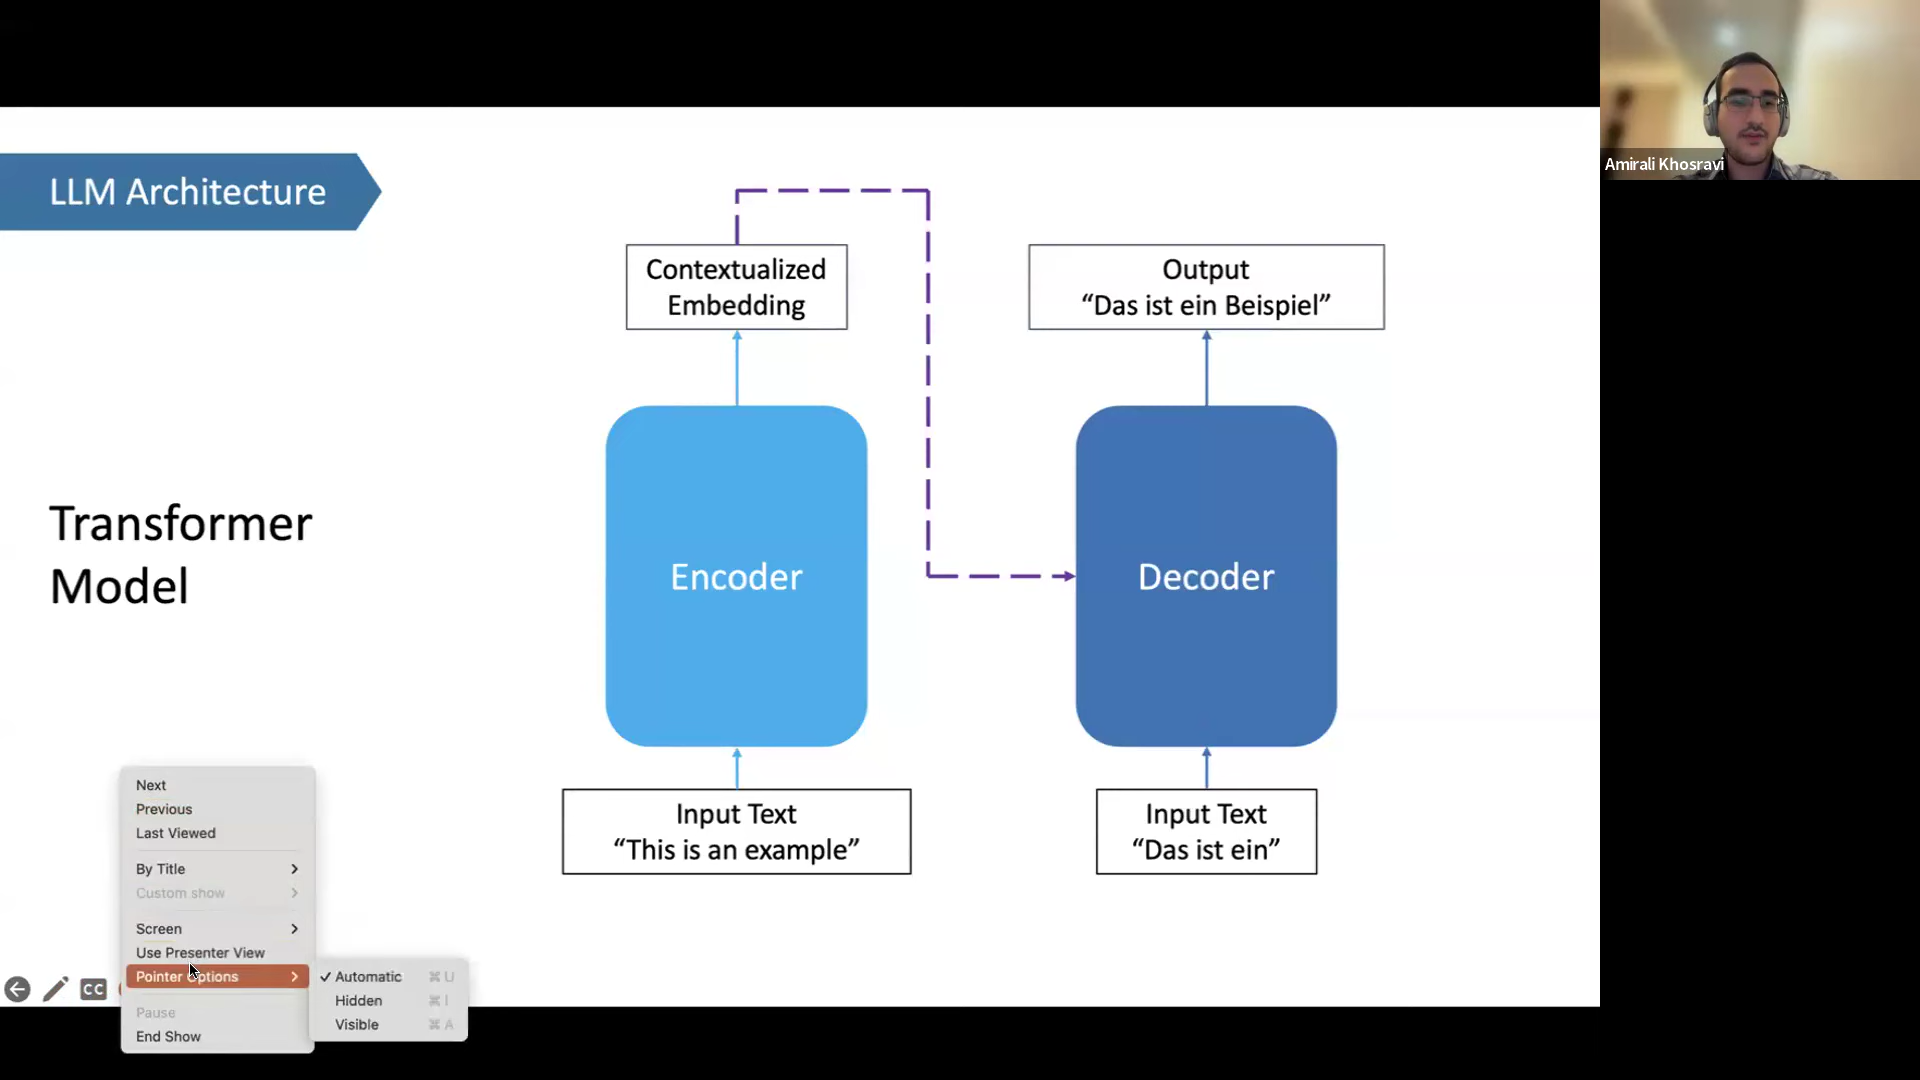 LLM Architecture
Transformer
Model
Contextualized
Embedding
Output
“Das ist ein Beispiel”
Encoder
Decoder
Input Text
“This is an example”
Input Text
“Das ist ein”
Next
Previous
Last Viewed
By Title
Custom show
Screen
Use Presenter View
Pointer Options
Pause
End Show
✓ Automatic ⌘ U
Hidden ⌘ I
Visible ⌘ A
CC
Amirali Khosravi